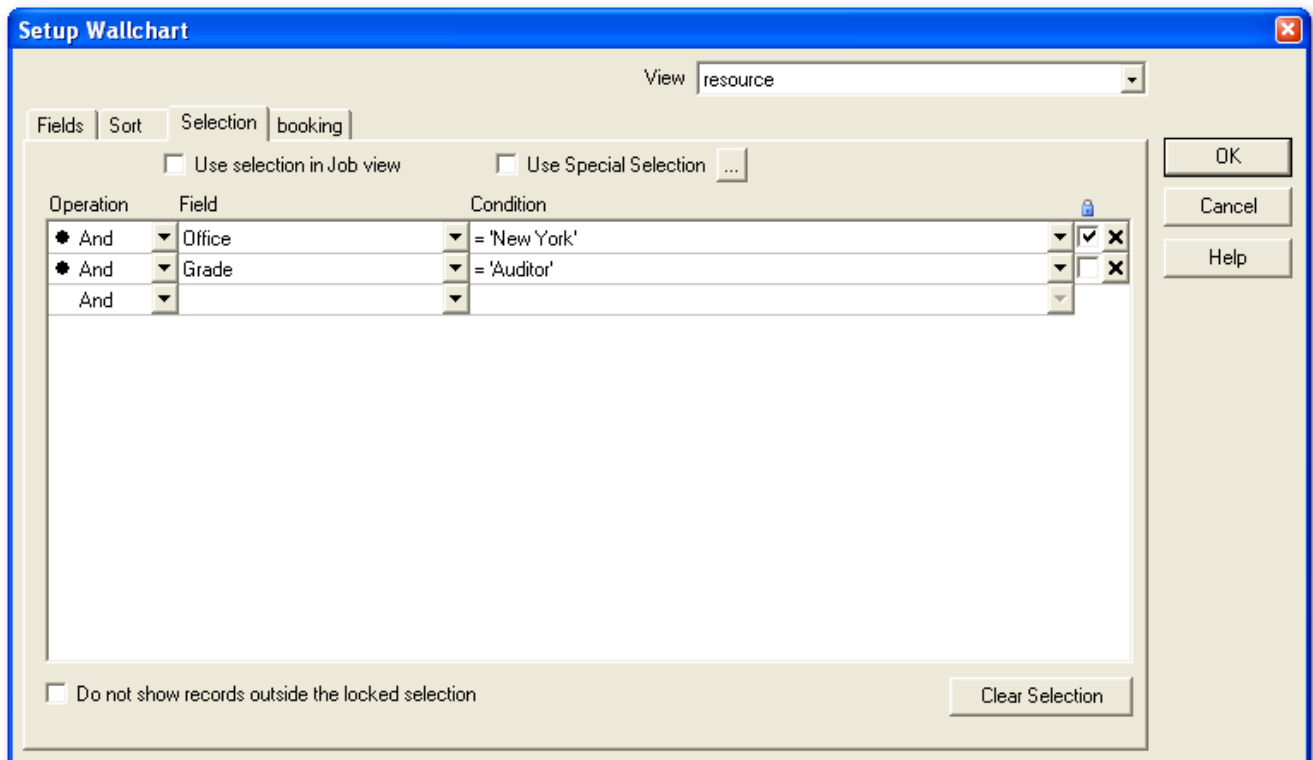 Setup Wallchart
View resource
Fields Sort Selection booking
Use selection in Job view Use Special Selection ...
OK
Operation Field Condition
Cancel
And Office = 'New York'
Help
And Grade = 'Auditor'
And
Do not show records outside the locked selection
Clear Selection